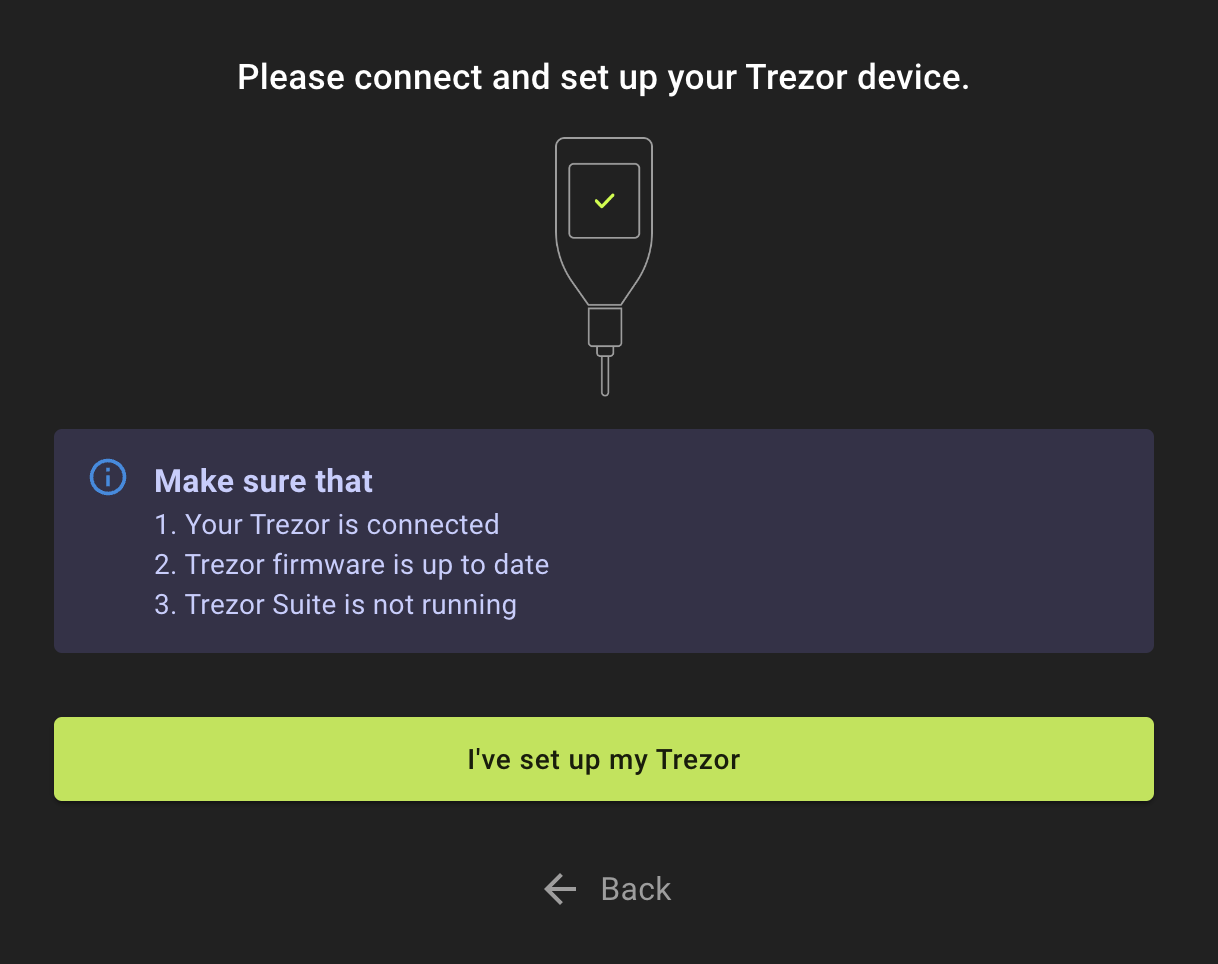 Please connect and set up your Trezor device.
Make sure that
1. Your Trezor is connected
2. Trezor firmware is up to date
3. Trezor Suite is not running
I've set up my Trezor
Back